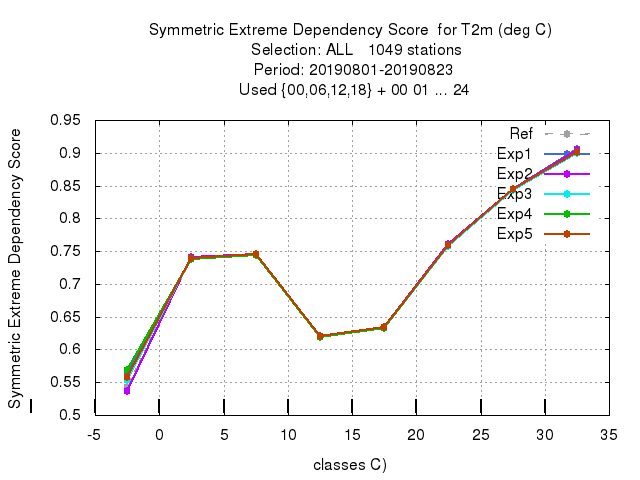 Symmetric Extreme Dependency Score for T2m (deg C)
Selection: ALL 1049 stations
Period: 20190801-20190823
Used {00,06,12,18} + 00 01 ... 24
Symmetric Extreme Dependency Score
0.95
0.9
0.85
0.8
0.75
0.7
0.65
0.6
0.55
0.5
Ref
Exp1
Exp2
Exp3
Exp4
Exp5
-5 0 5 10 15 20 25 30 35
classes C)